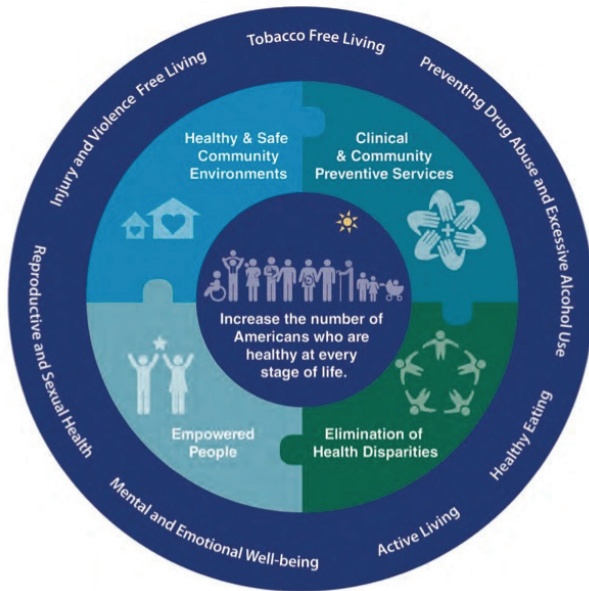 Tobacco Free Living
Preventing Drug Abuse and Excessive Alcohol Use
Healthy Eating
Active Living
Mental and Emotional Well-being
Reproductive and Sexual Health
Injury and Violence Free Living
Healthy & Safe
Community
Environments
Clinical
& Community
Preventive Services
Increase the number of
Americans who are
healthy at every
stage of life.
Empowered
People
Elimination of
Health Disparities